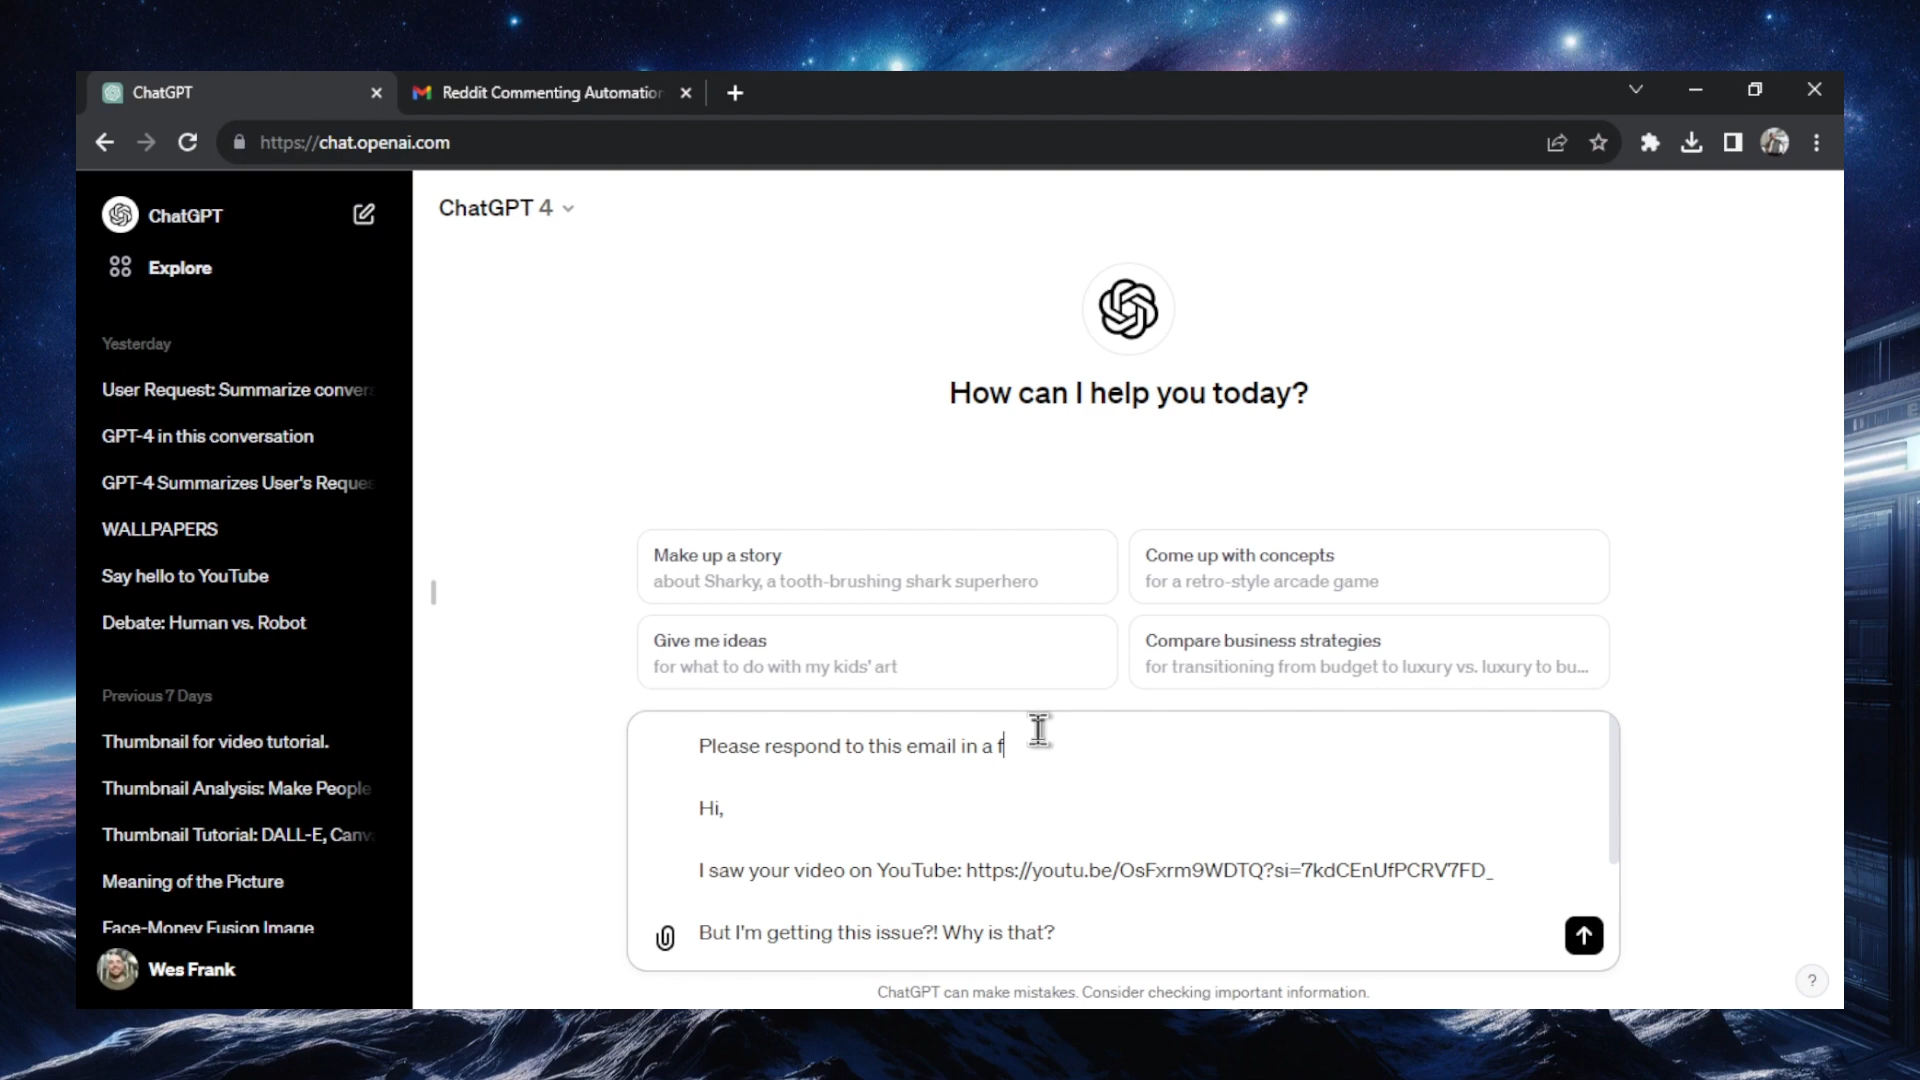 ChatGPT
Reddit Commenting Automatio
https://chat.openai.com
ChatGPT
Explore
Yesterday
User Request: Summarize convers
GPT-4 in this conversation
GPT-4 Summarizes User's Reques
WALLPAPERS
Say hello to YouTube
Debate: Human vs. Robot
Previous 7 Days
Thumbnail for video tutorial.
Thumbnail Analysis: Make People
Thumbnail Tutorial: DALL-E, Canva
Meaning of the Picture
Face-Money Fusion Image
Wes Frank
ChatGPT 4
How can I help you today?
Make up a story
about Sharky, a tooth-brushing shark superhero
Come up with concepts
for a retro-style arcade game
Give me ideas
for what to do with my kids' art
Compare business strategies
for transitioning from budget to luxury vs. luxury to bu...
Please respond to this email in a f
Hi,
I saw your video on YouTube: https://youtu.be/OsFxrm9WDTQ?si=7kdCEnUfPCRV7FD_
But I'm getting this issue?! Why is that?
ChatGPT can make mistakes. Consider checking important information.
?